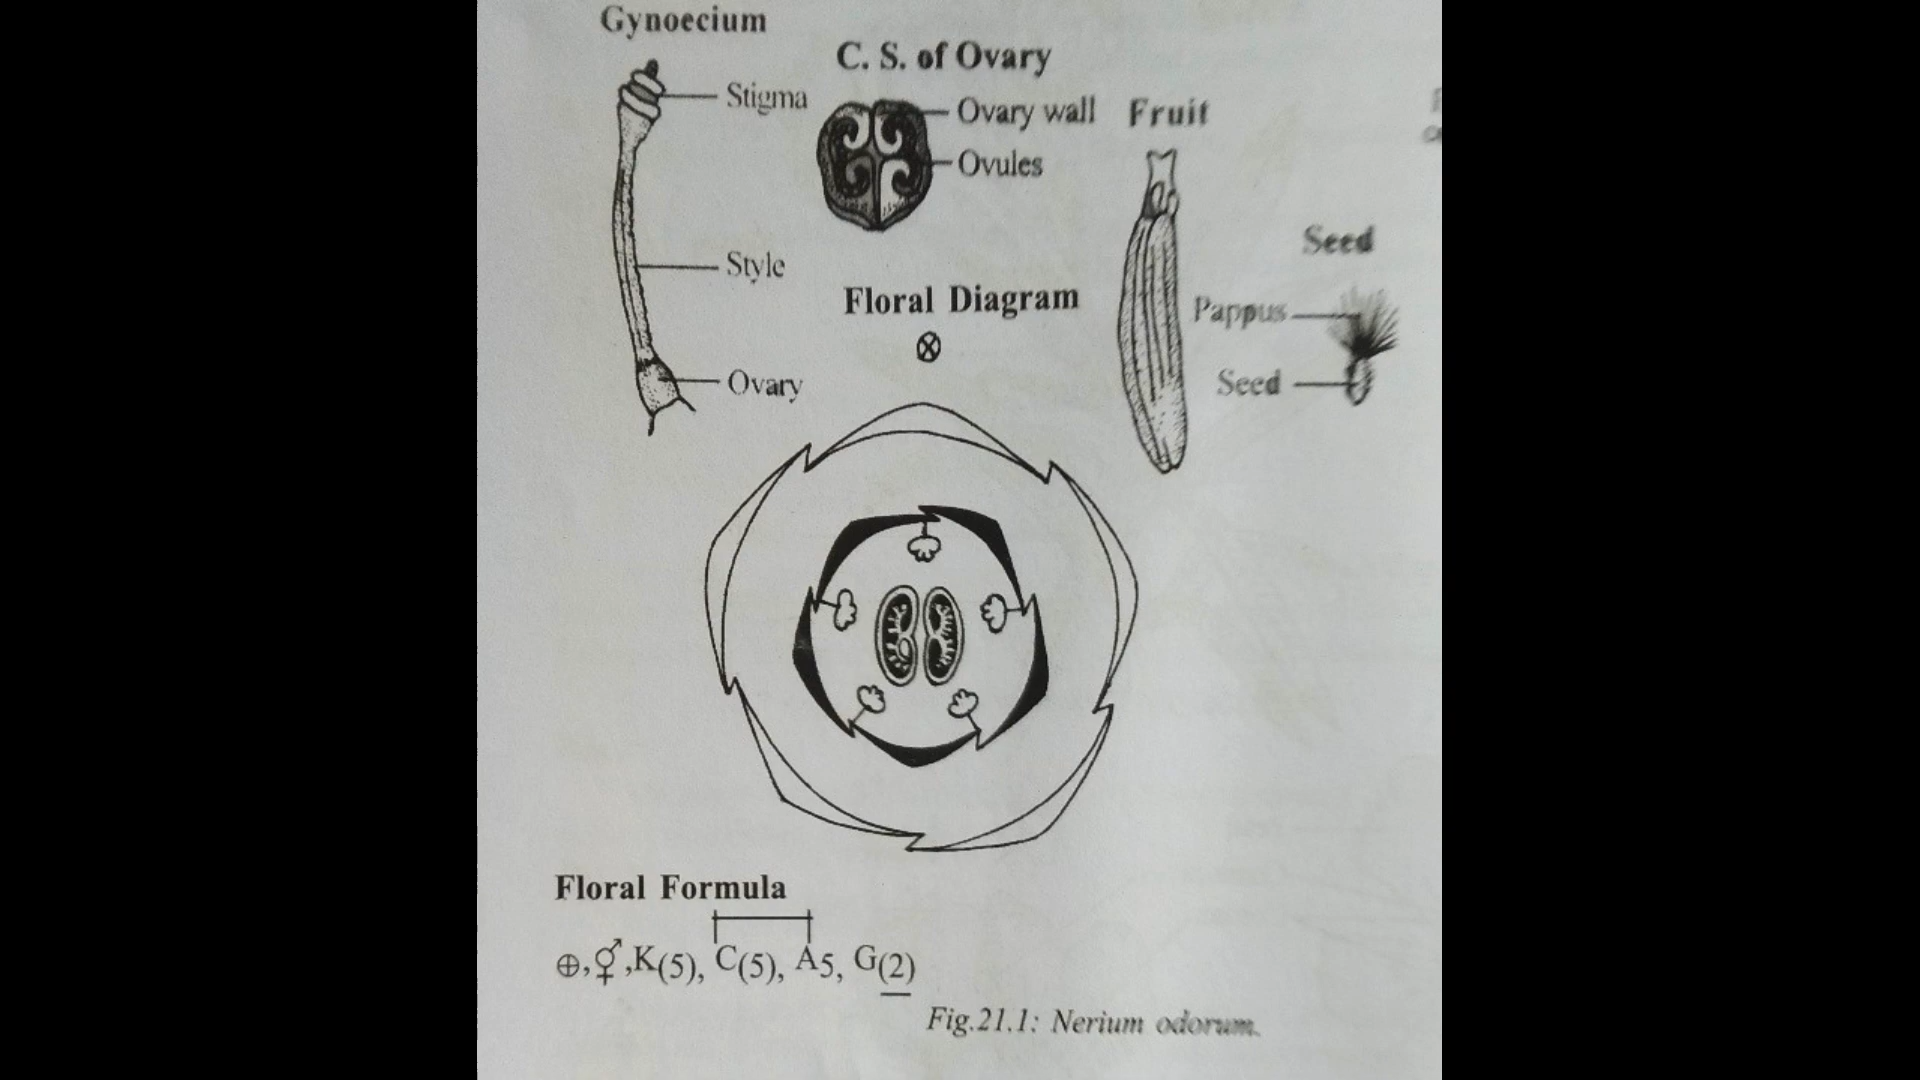 Gynoecium
C. S. of Ovary
Stigma
Ovary wall
Fruit
Ovules
Seed
Style
Floral Diagram
Pappus
Ovary
Seed
Floral Formula
⊕,⚥,K(5), C(5), A5, G(2)
Fig.21.1: Nerium odorum.